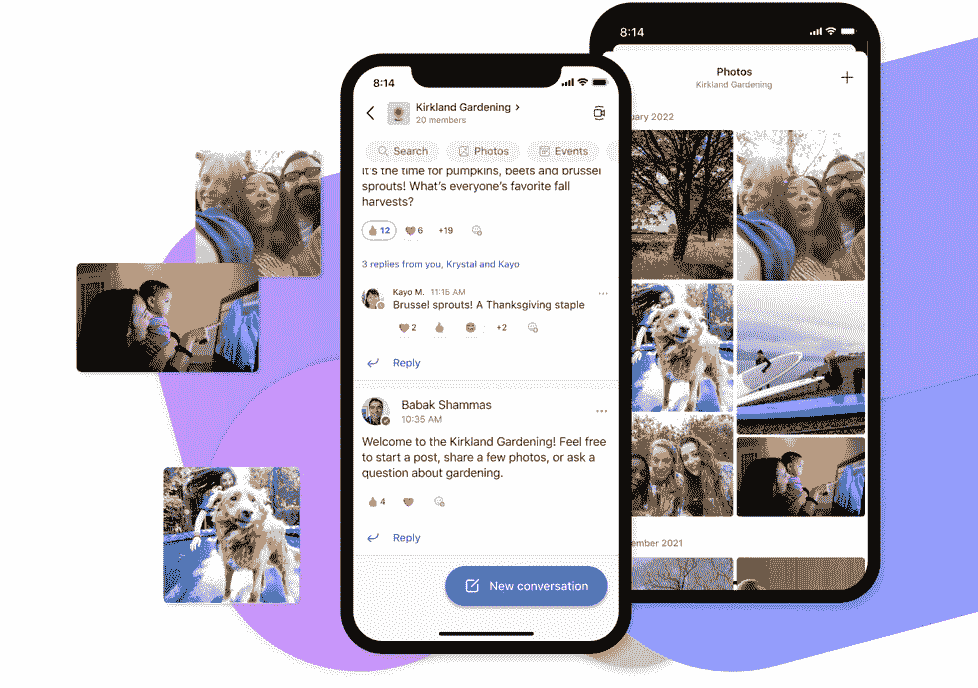 8:14
Kirkland Gardening >
20 members
Search
Photos
Events
It's the time for pumpkins, beets and brussel
sprouts! What's everyone's favorite fall
harvests?
12
6
+19
3 replies from you, Krystal and Kayo
Kayo M. 11:15 AM
Brussel sprouts! A Thanksgiving staple
2
+2
Reply
Babak Shammas
10:35 AM
Welcome to the Kirkland Gardening! Feel free
to start a post, share a few photos, or ask a
question about gardening.
4
Reply
New conversation
8:14
Photos
Kirkland Gardening
uary 2022
ember 2021